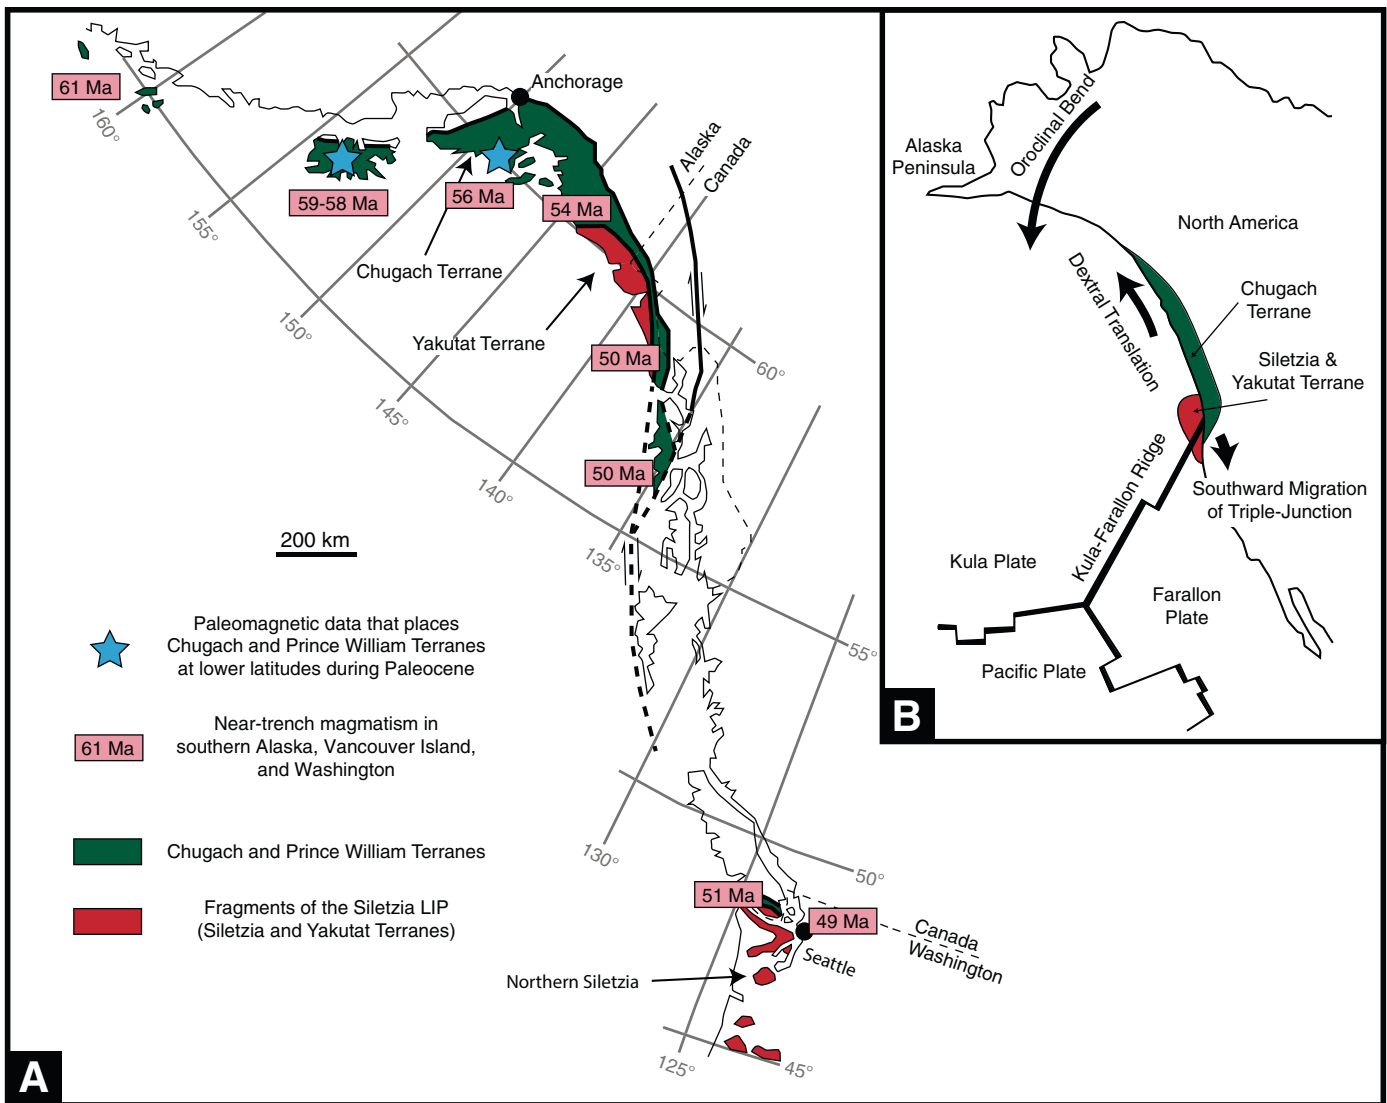 Anchorage
61 Ma
160°
Alaska
Canada
59-58 Ma
56 Ma
54 Ma
155°
Chugach Terrane
Yakutat Terrane
150°
50 Ma
60°
145°
50 Ma
140°
200 km
135°
Paleomagnetic data that places
Chugach and Prince William Terranes
at lower latitudes during Paleocene
55°
61 Ma
Near-trench magmatism in
southern Alaska, Vancouver Island,
and Washington
Chugach and Prince William Terranes
130°
50°
51 Ma
49 Ma
Fragments of the Siletzia LIP
(Siletzia and Yakutat Terranes)
Canada
Washington
Seattle
Northern Siletzia
125°
45°
A
Oroclinal Bend
Alaska
Peninsula
North America
Dextral Translation
Chugach
Terrane
Siletzia &
Yakutat Terrane
Kula-Farallon Ridge
Southward Migration
of Triple-Junction
Kula Plate
Farallon
Plate
Pacific Plate
B